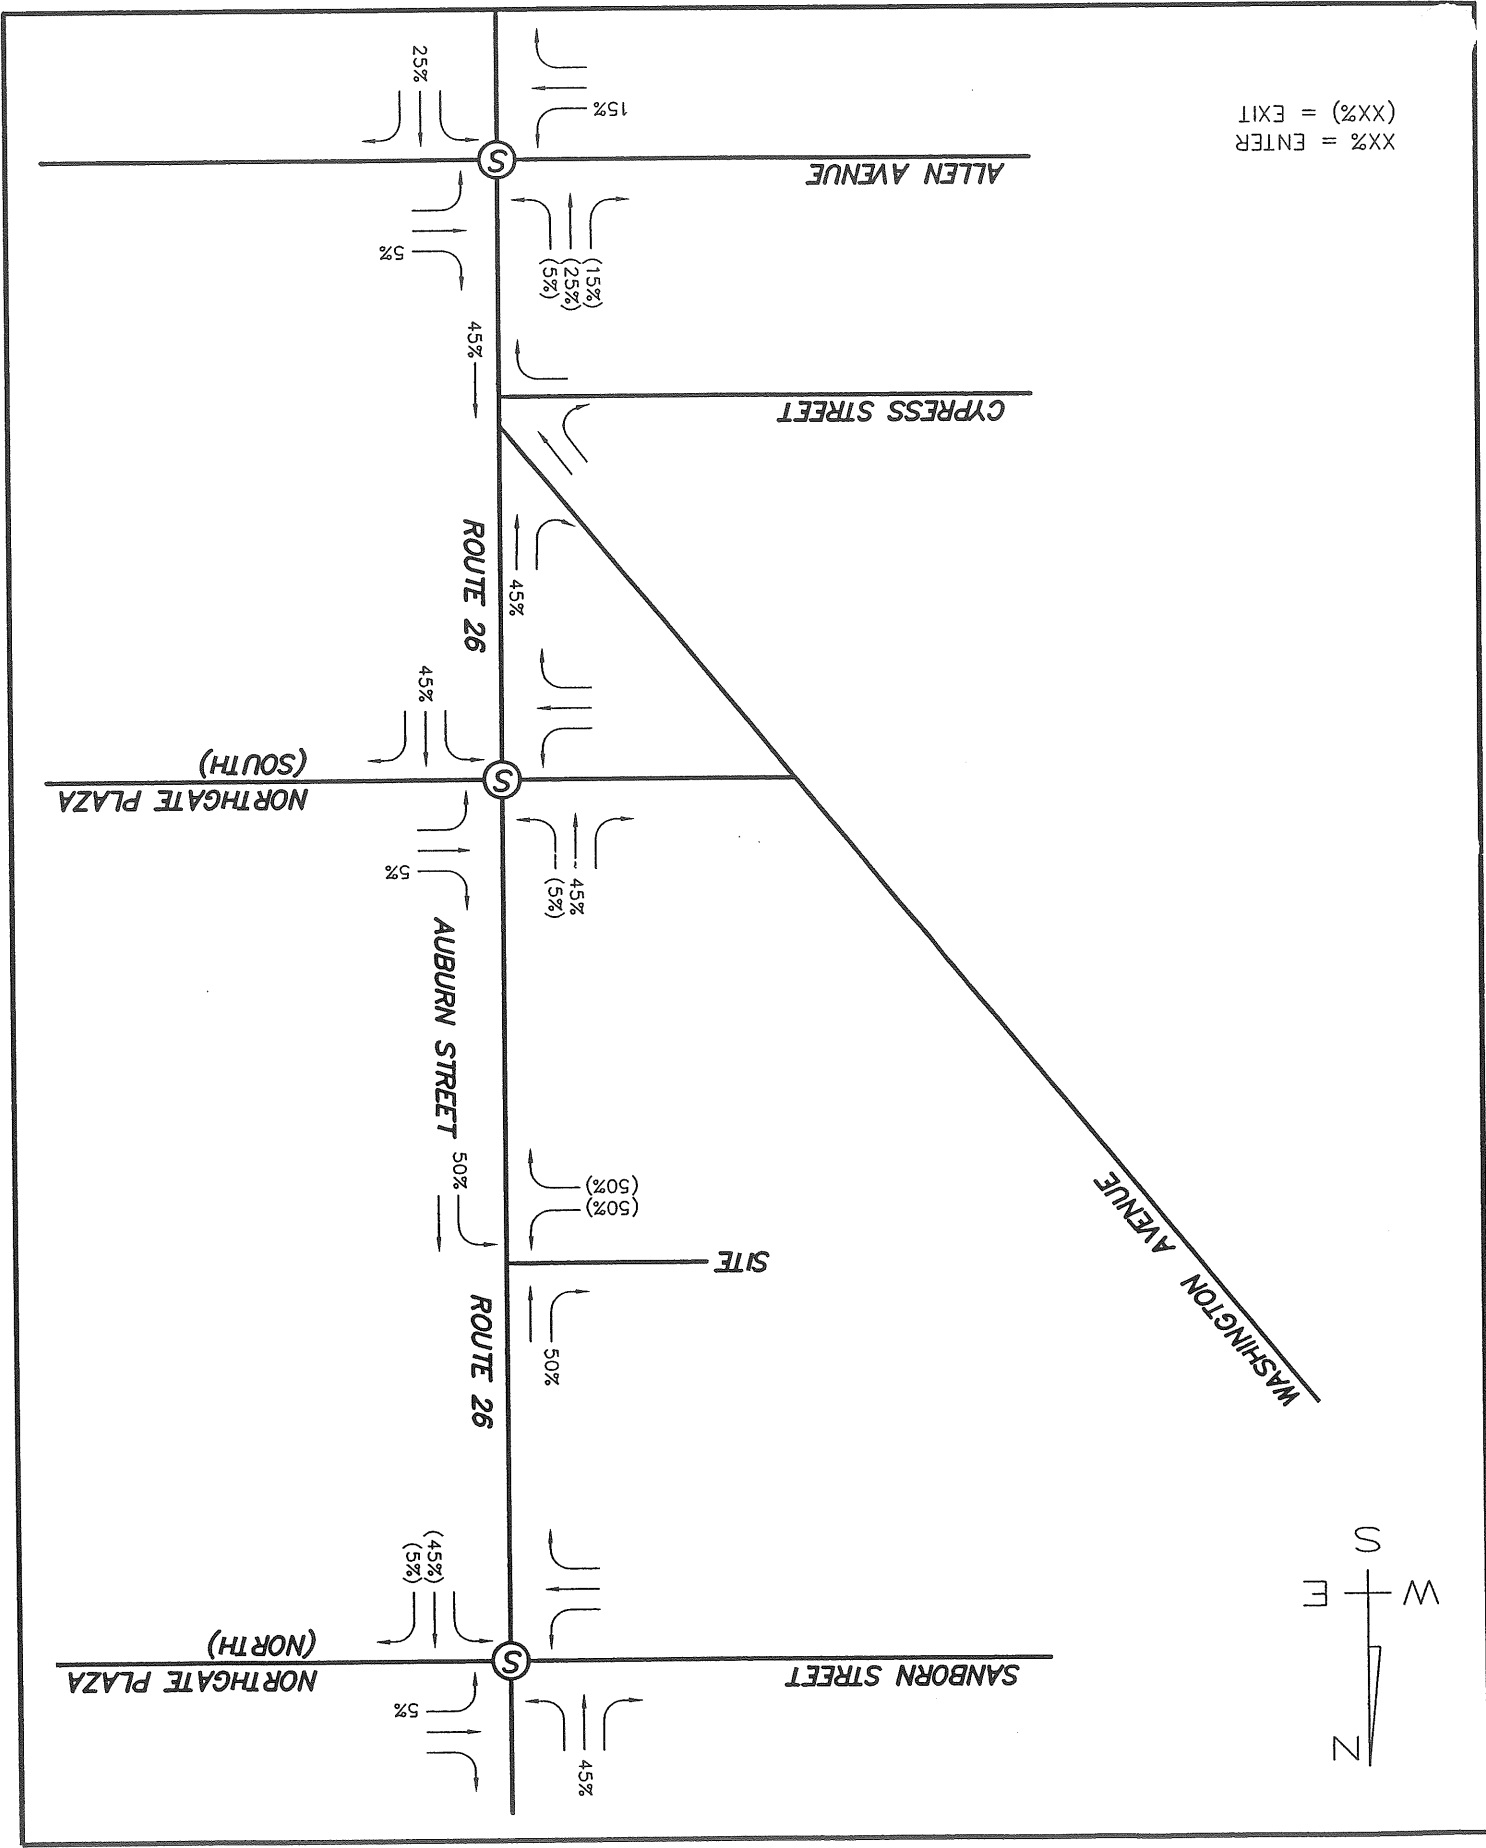 N
W E
S
45%
5%
SANBORN STREET
S
NORTHGATE PLAZA
(NORTH)
(45%)
(5%)
ROUTE 26
50%
SITE
WASHINGTON AVENUE
(50%)
(50%)
50%
AUBURN STREET
45%
(5%)
5%
S
NORTHGATE PLAZA
(SOUTH)
45%
ROUTE 26
45%
CYPRESS STREET
45%
(15%)
(25%)
(5%)
5%
ALLEN AVENUE
S
15%
25%
XX% = ENTER
(XX%) = EXIT